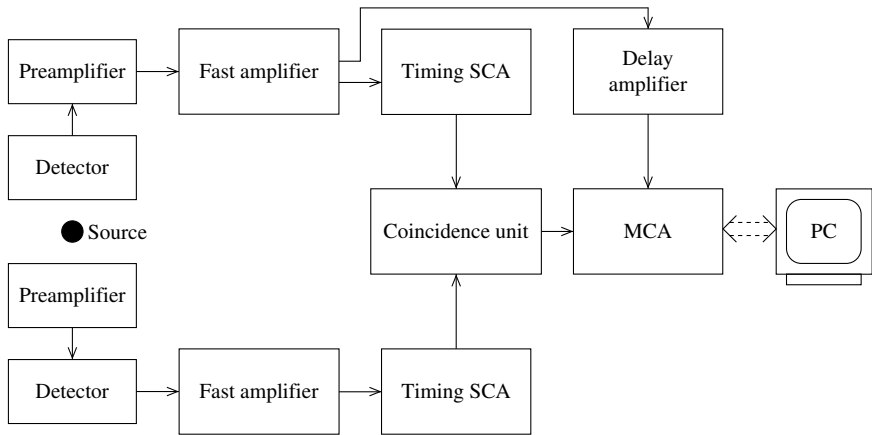 Preamplifier
Fast amplifier
Timing SCA
Delay
amplifier
Detector
Source
Coincidence unit
MCA
PC
Preamplifier
Detector
Fast amplifier
Timing SCA